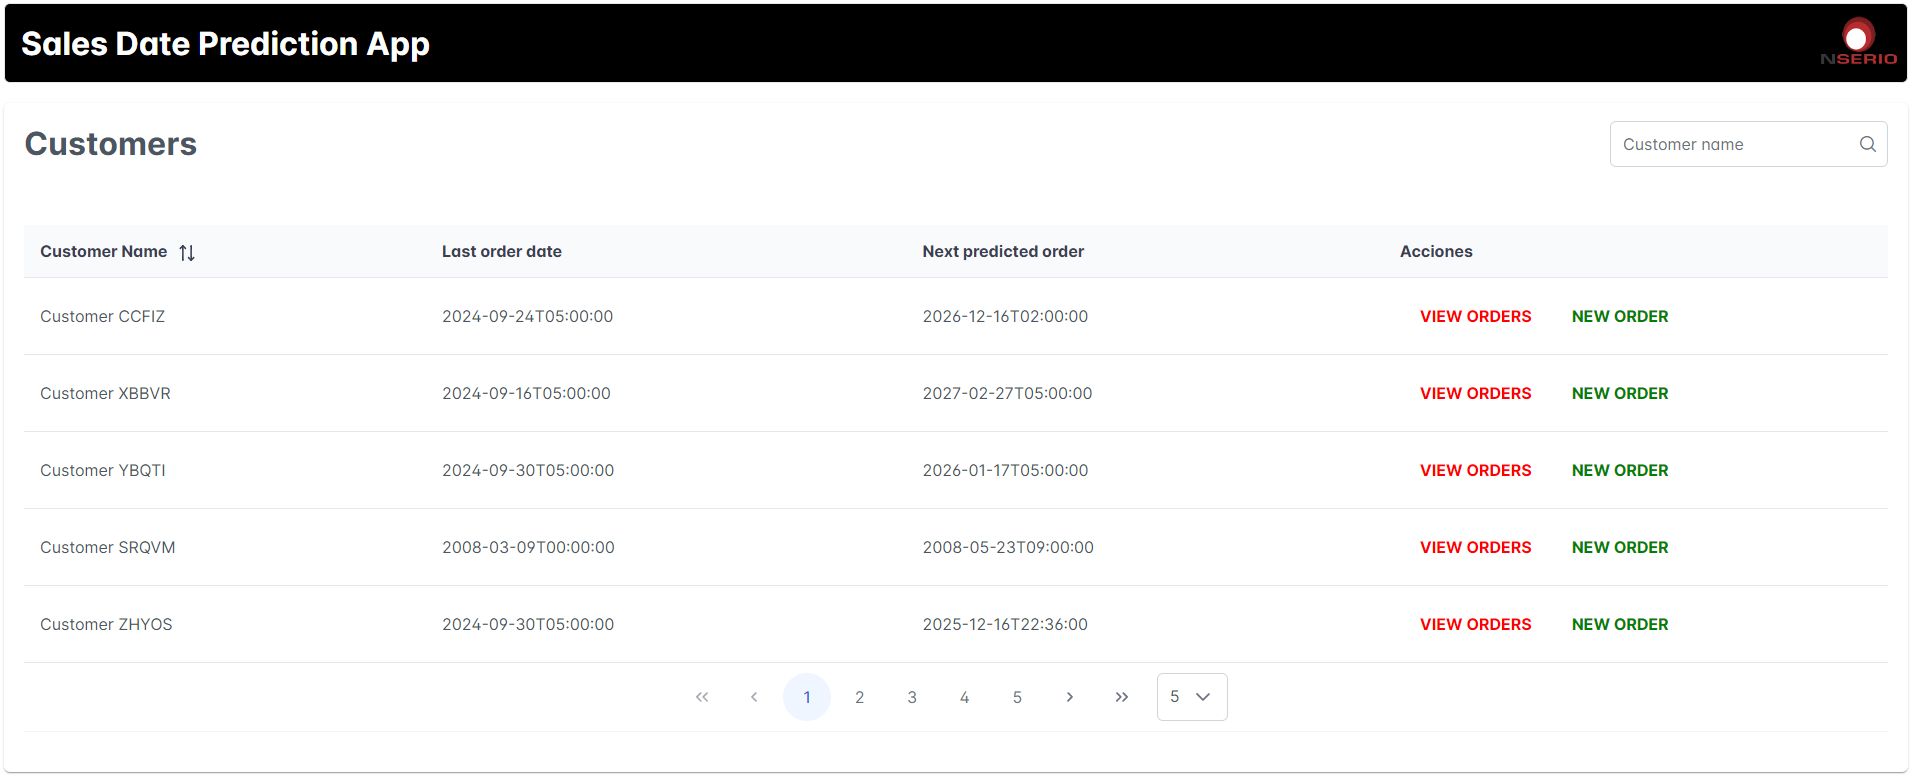 Sales Date Prediction App
NSERIO
Customers
Customer name
Customer Name Last order date Next predicted order Acciones
Customer CCFIZ 2024-09-24T05:00:00 2026-12-16T02:00:00 VIEW ORDERS NEW ORDER
Customer XBBVR 2024-09-16T05:00:00 2027-02-27T05:00:00 VIEW ORDERS NEW ORDER
Customer YBQTI 2024-09-30T05:00:00 2026-01-17T05:00:00 VIEW ORDERS NEW ORDER
Customer SRQVM 2008-03-09T00:00:00 2008-05-23T09:00:00 VIEW ORDERS NEW ORDER
Customer ZHYOS 2024-09-30T05:00:00 2025-12-16T22:36:00 VIEW ORDERS NEW ORDER
1 2 3 4 5 5